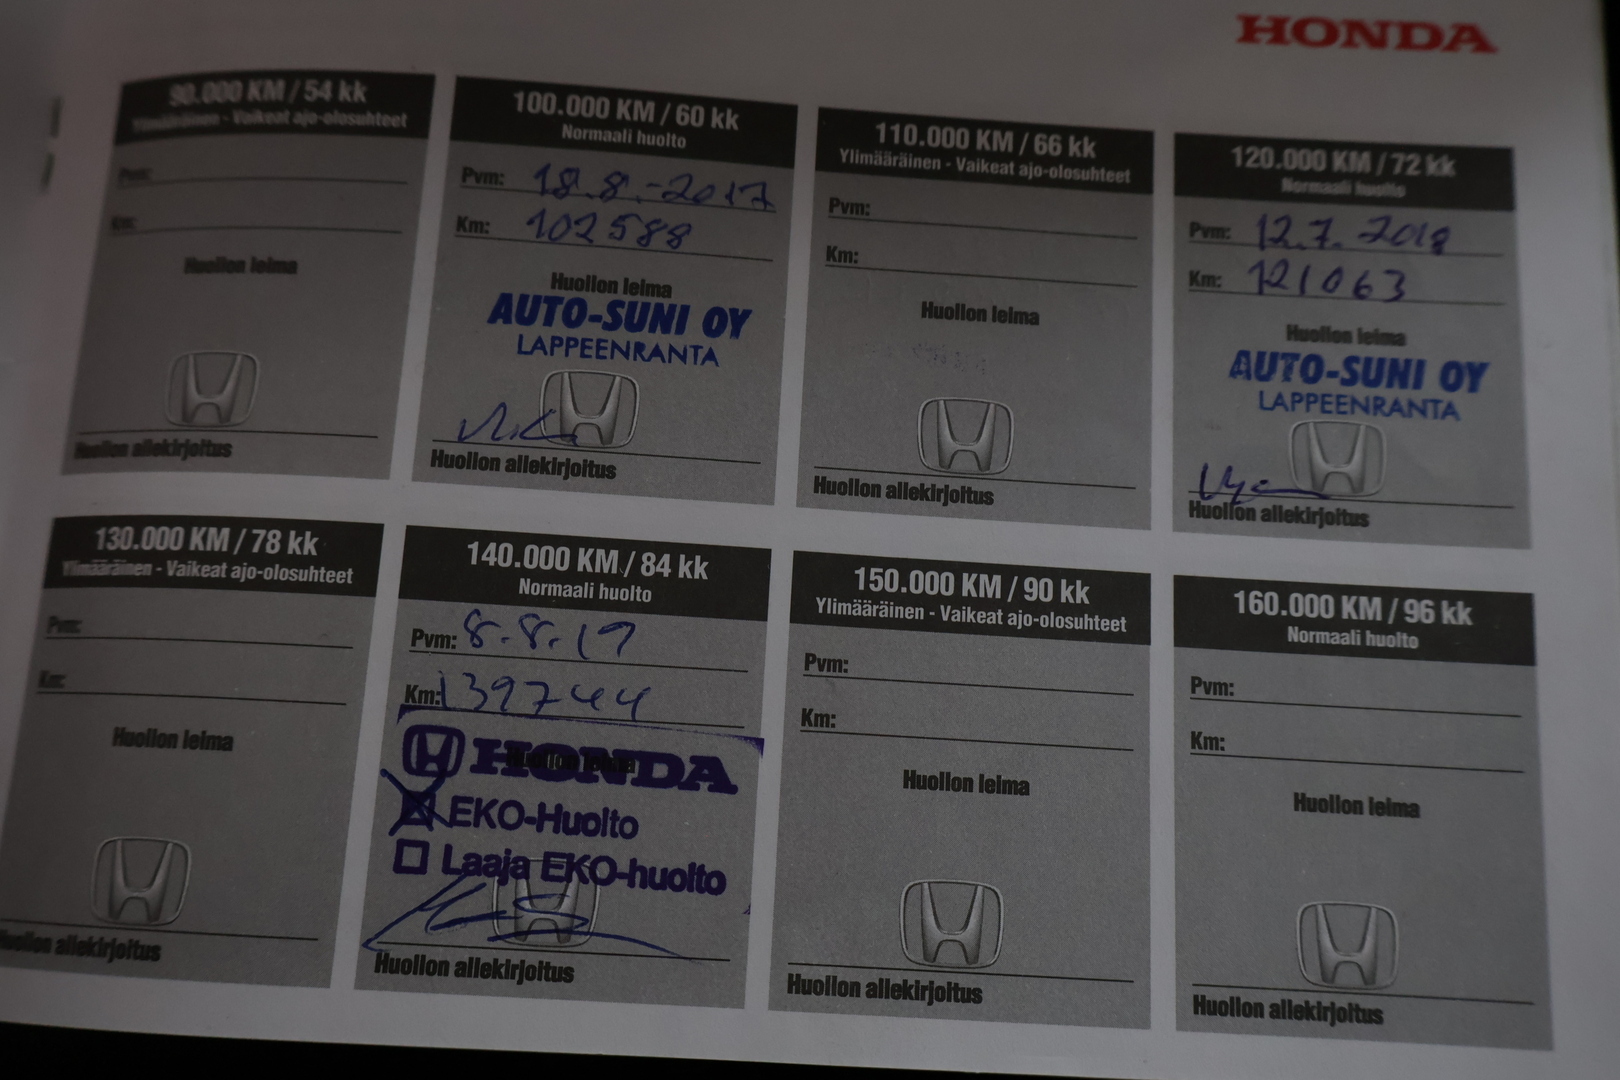 HONDA
90.000 KM / 54 kk
Ylimääräinen - Vaikeat ajo-olosuhteet
Pvm:
Km:
Huollon leima
Huollon allekirjoitus
100.000 KM / 60 kk
Normaali huolto
Pvm: 18.8.-2017
Km: 102588
Huollon leima
AUTO-SUNI OY
LAPPEENRANTA
Huollon allekirjoitus
110.000 KM / 66 kk
Ylimääräinen - Vaikeat ajo-olosuhteet
Pvm:
Km:
Huollon leima
Huollon allekirjoitus
120.000 KM / 72 kk
Normaali huolto
Pvm: 12.7.2018
Km: 121063
Huollon leima
AUTO-SUNI OY
LAPPEENRANTA
Huollon allekirjoitus
130.000 KM / 78 kk
Ylimääräinen - Vaikeat ajo-olosuhteet
Pvm:
Km:
Huollon leima
Huollon allekirjoitus
140.000 KM / 84 kk
Normaali huolto
Pvm: 8.8.19
Km: 139744
Huollon leima
HONDA
EKO-Huolto
Laaja EKO-huolto
Huollon allekirjoitus
150.000 KM / 90 kk
Ylimääräinen - Vaikeat ajo-olosuhteet
Pvm:
Km:
Huollon leima
Huollon allekirjoitus
160.000 KM / 96 kk
Normaali huolto
Pvm:
Km:
Huollon leima
Huollon allekirjoitus